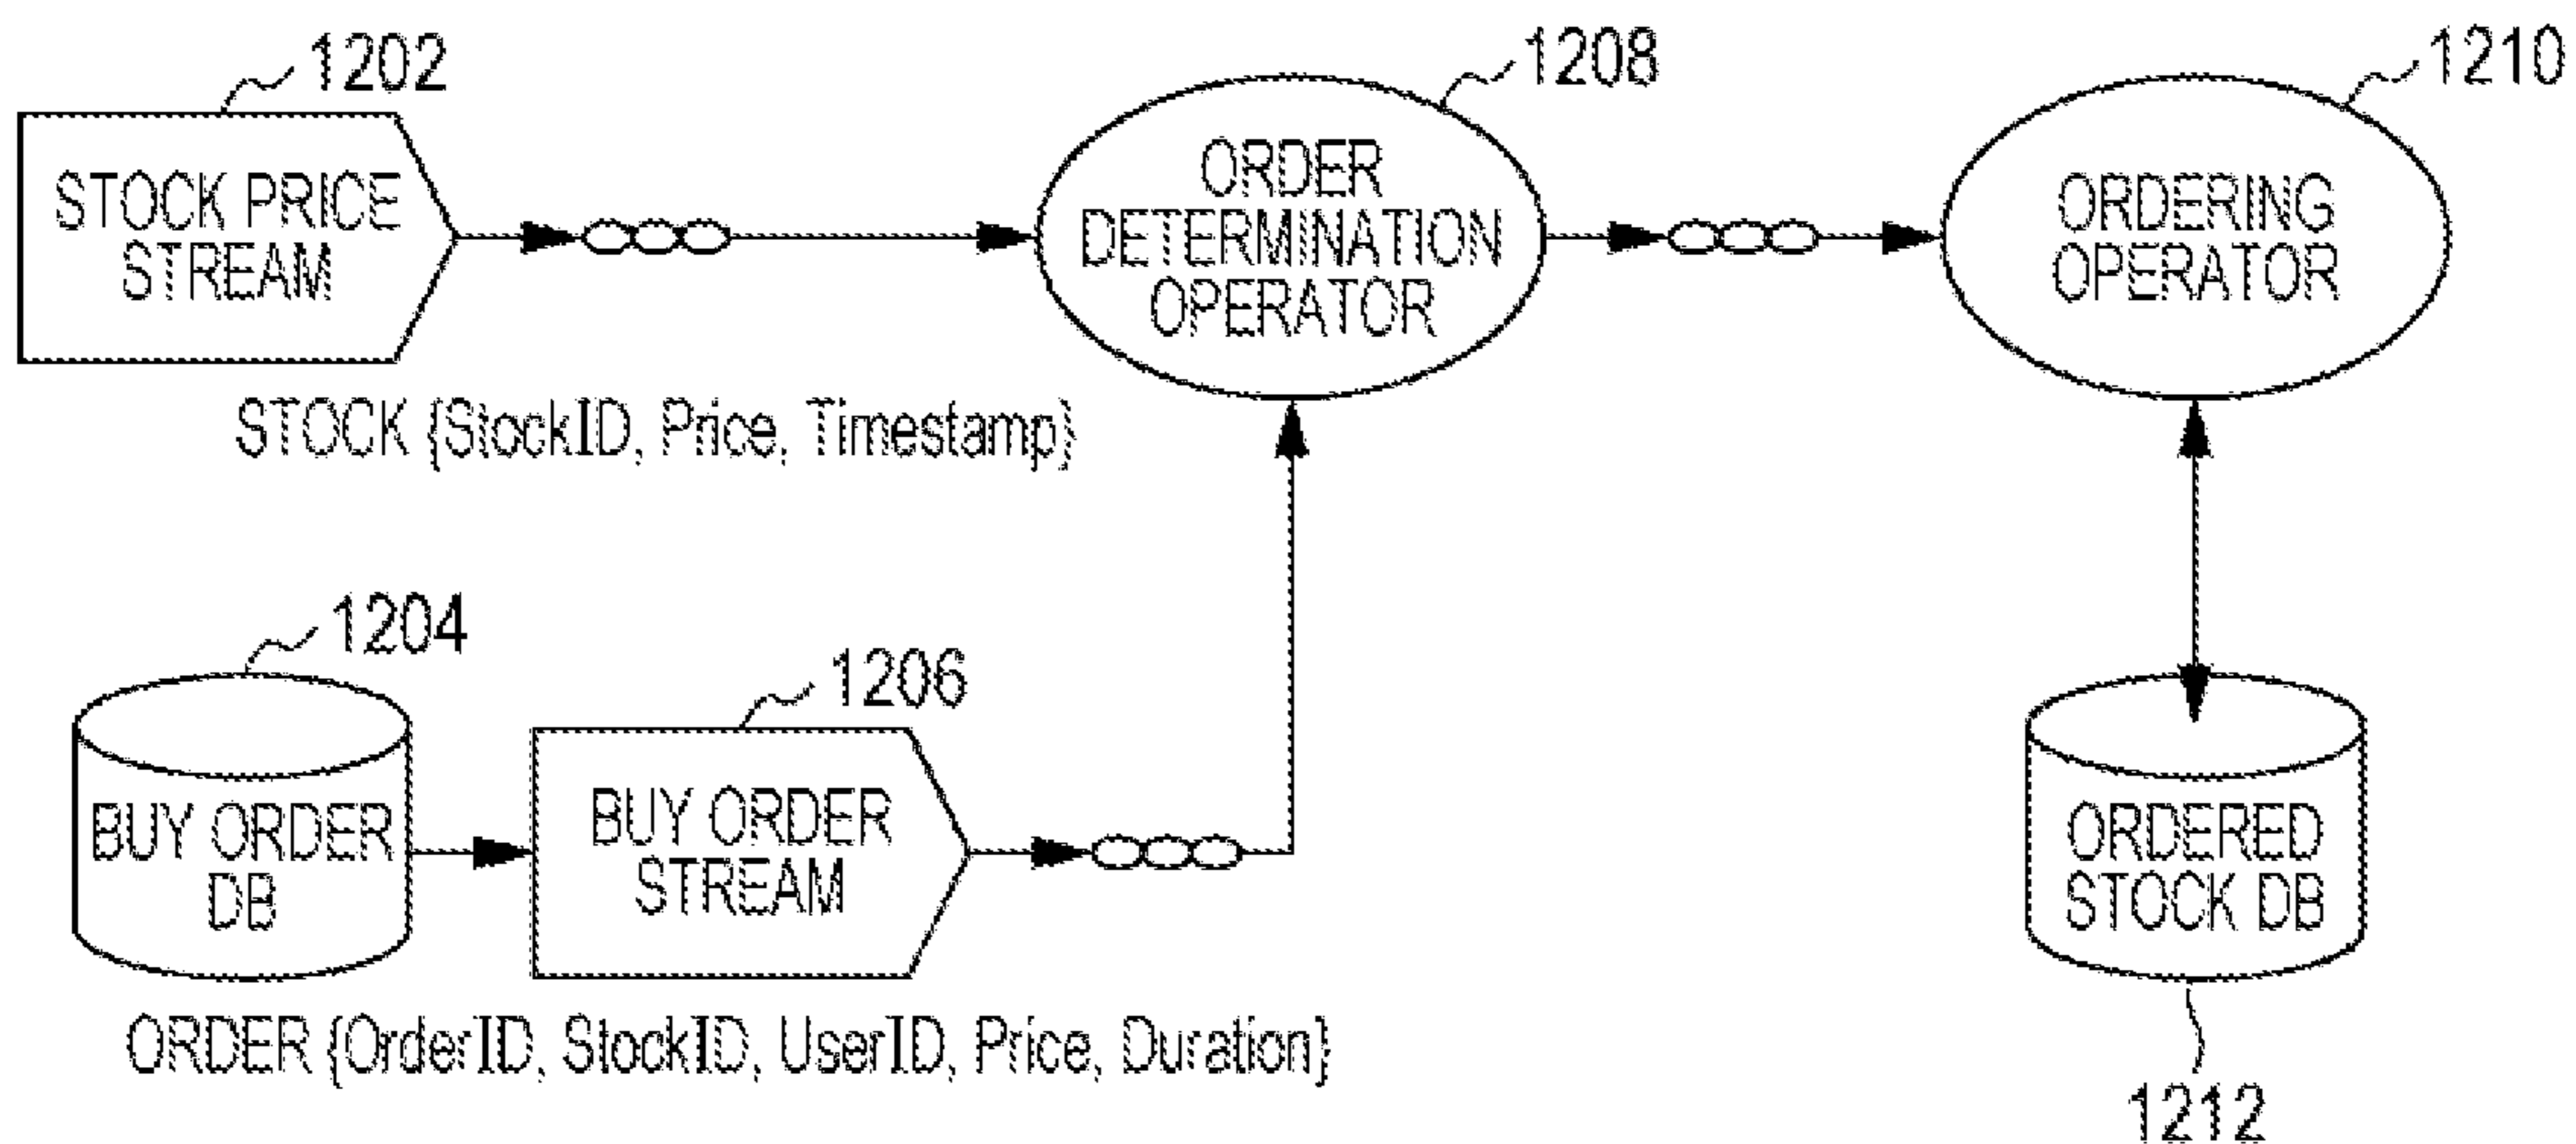 1202
STOCK PRICE
STREAM
STOCK {StockID, Price, Timestamp}
1208
ORDER
DETERMINATION
OPERATOR
1210
ORDERING
OPERATOR
1204
BUY ORDER
DB
1206
BUY ORDER
STREAM
ORDER {OrderID, StockID, UserID, Price, Duration}
ORDERED
STOCK DB
1212